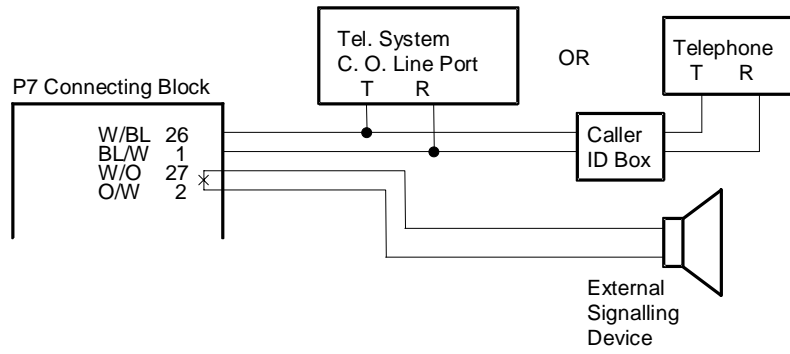 Tel. System
C. O. Line Port
T R
OR
Telephone
T R
P7 Connecting Block
W/BL 26
BL/W 1
W/O 27
O/W 2
Caller
ID Box
External
Signalling
Device